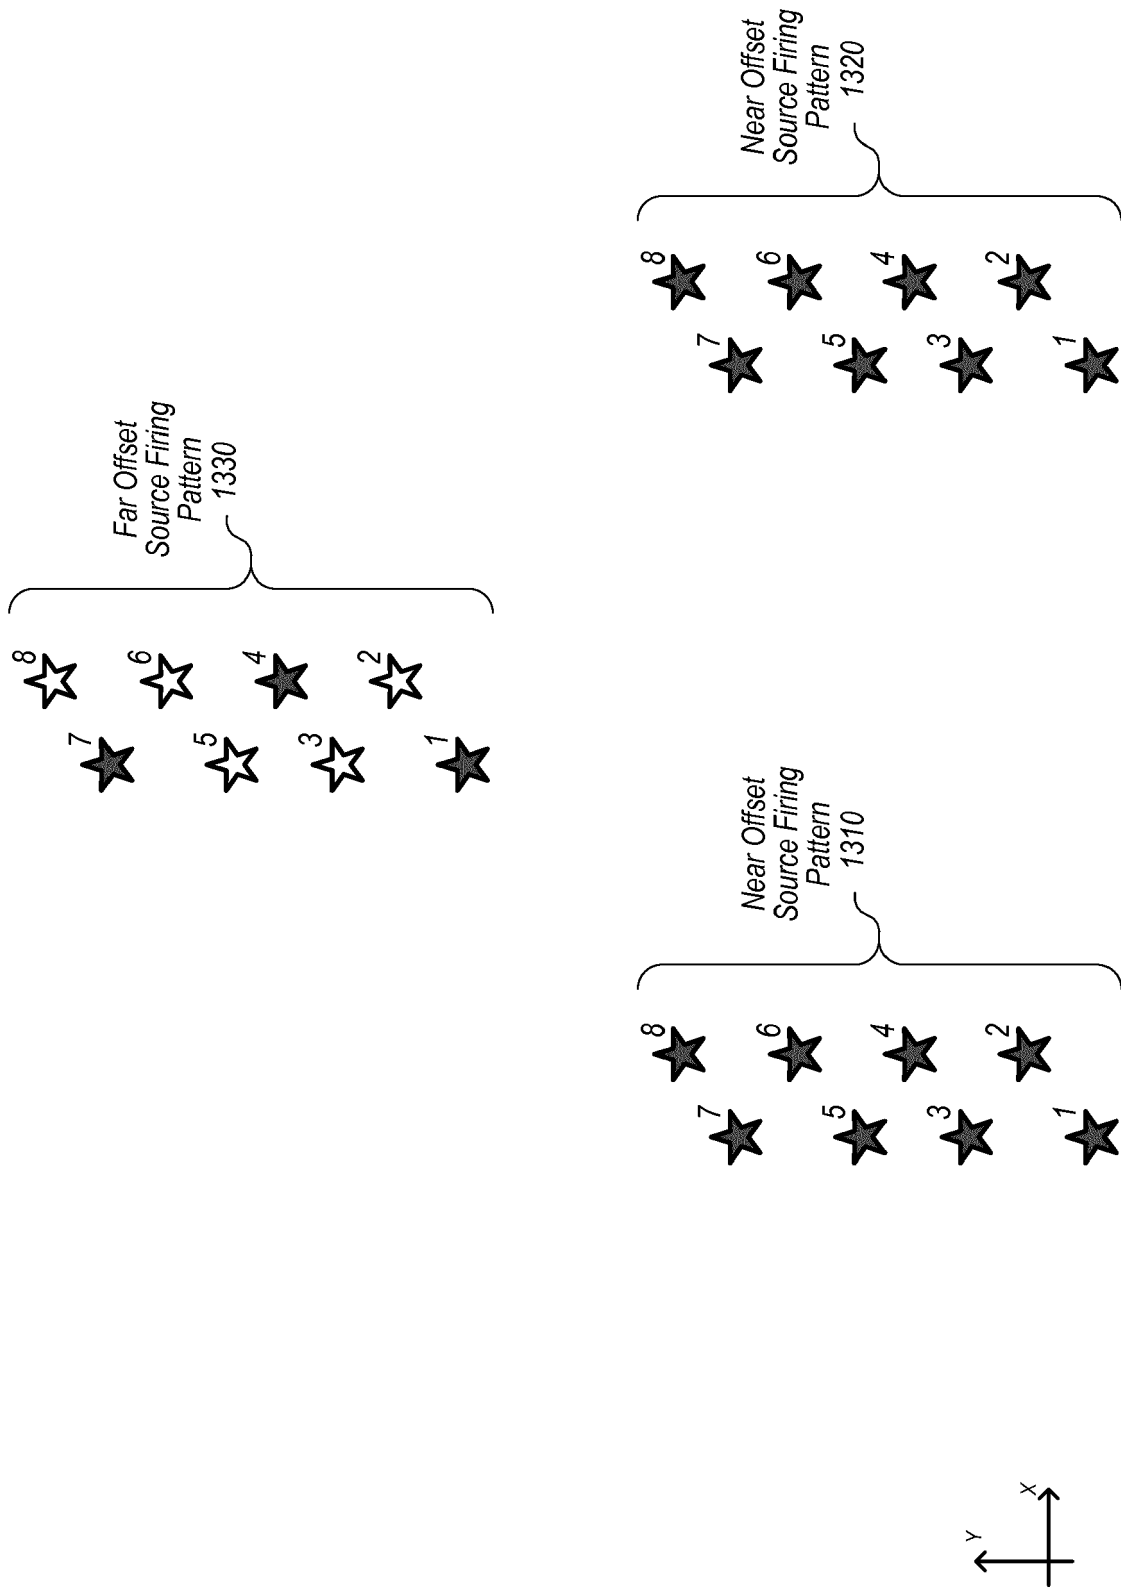 Far Offset
Source Firing
Pattern
1330
8
6
4
2
7
5
3
1
Near Offset
Source Firing
Pattern
1320
8
6
4
2
7
5
3
1
Near Offset
Source Firing
Pattern
1310
8
6
4
2
7
5
3
1
Y
X